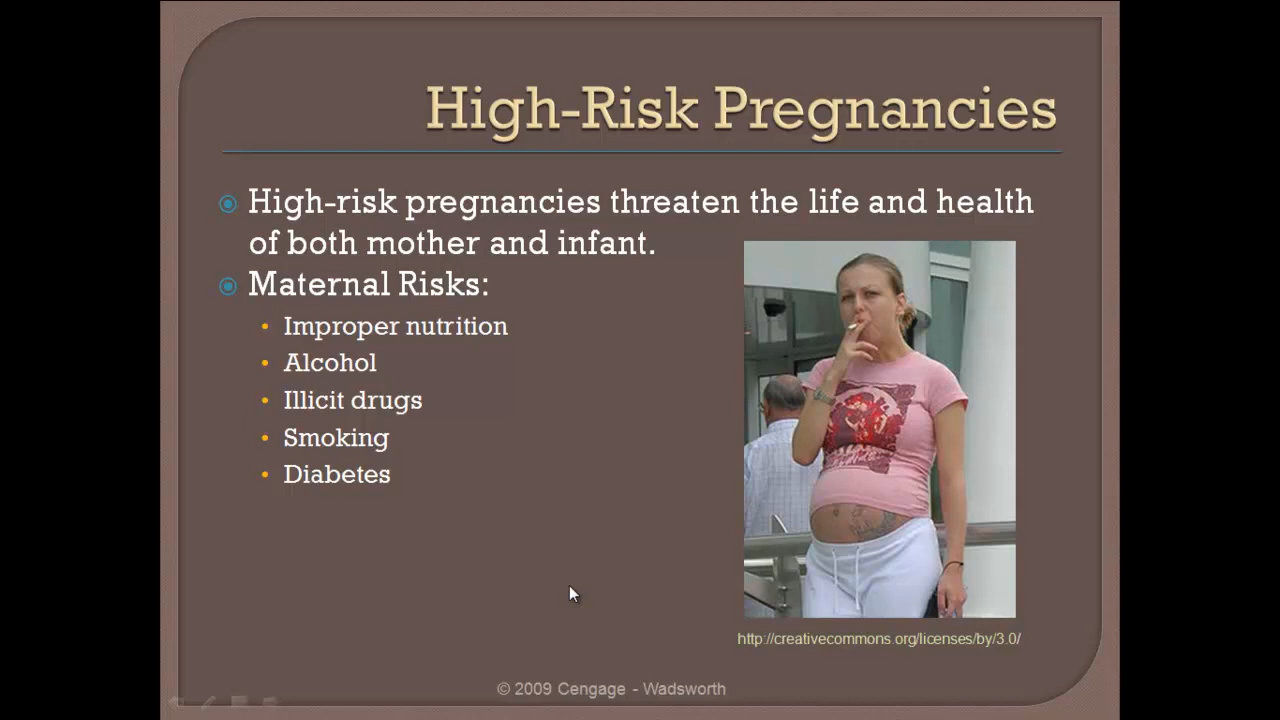 High-Risk Pregnancies
High-risk pregnancies threaten the life and health
of both mother and infant.
Maternal Risks:
Improper nutrition
Alcohol
Illicit drugs
Smoking
Diabetes
http://creativecommons.org/licenses/by/3.0/
© 2009 Cengage - Wadsworth